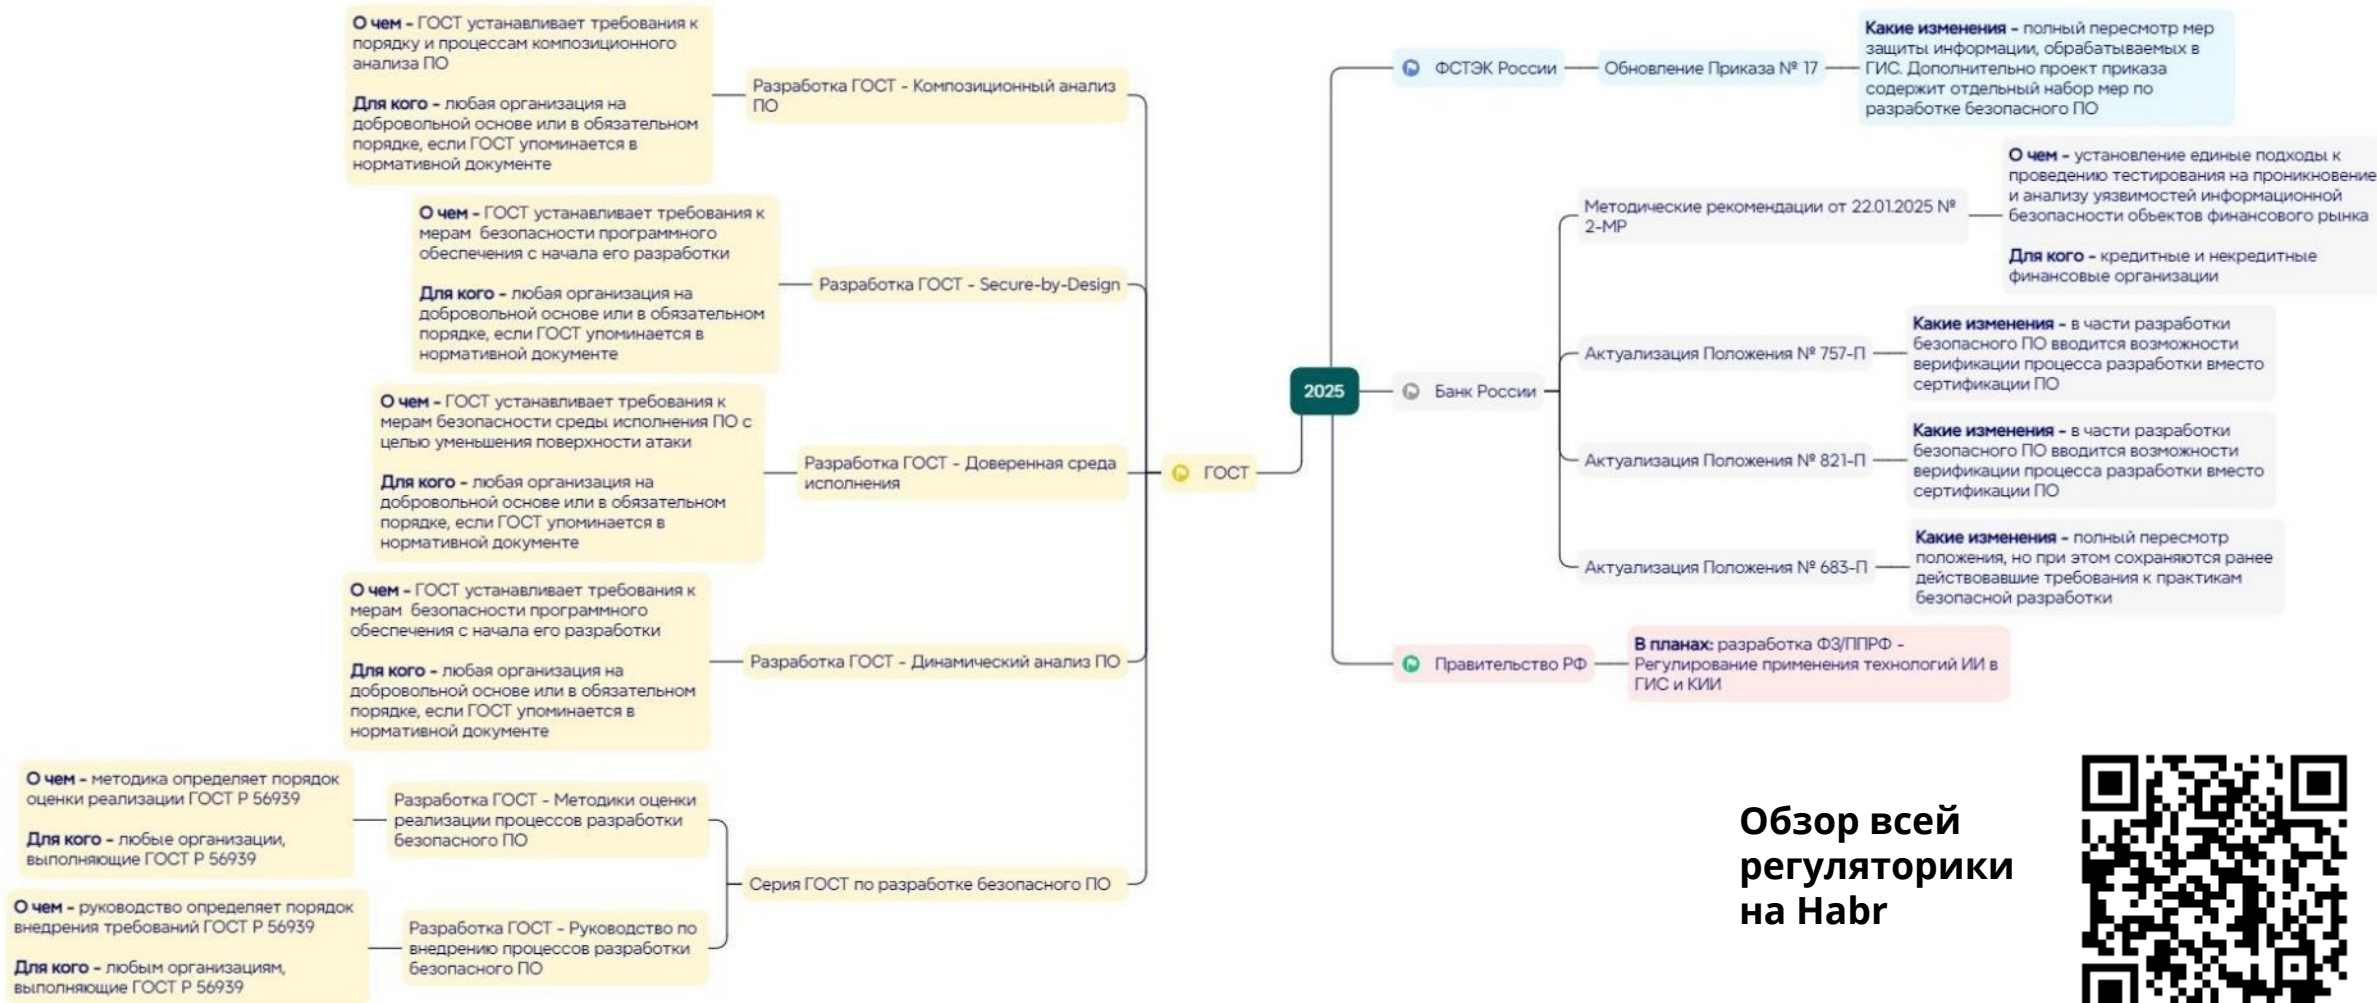 О чем - ГОСТ устанавливает требования к
порядку и процессам композиционного
анализа ПО
Для кого - любая организация на
добровольной основе или в обязательном
порядке, если ГОСТ упоминается в
нормативной документе
Разработка ГОСТ - Композиционный анализ
ПО
О чем - ГОСТ устанавливает требования к
мерам безопасности программного
обеспечения с начала его разработки
Для кого - любая организация на
добровольной основе или в обязательном
порядке, если ГОСТ упоминается в
нормативной документе
Разработка ГОСТ - Secure-by-Design
О чем - ГОСТ устанавливает требования к
мерам безопасности среды исполнения ПО с
целью уменьшения поверхности атаки
Для кого - любая организация на
добровольной основе или в обязательном
порядке, если ГОСТ упоминается в
нормативной документе
Разработка ГОСТ - Доверенная среда
исполнения
О чем - ГОСТ устанавливает требования к
мерам безопасности программного
обеспечения с начала его разработки
Для кого - любая организация на
добровольной основе или в обязательном
порядке, если ГОСТ упоминается в
нормативной документе
Разработка ГОСТ - Динамический анализ ПО
О чем - методика определяет порядок
оценки реализации ГОСТ Р 56939
Для кого - любые организации,
выполняющие ГОСТ Р 56939
Разработка ГОСТ - Методики оценки
реализации процессов разработки
безопасного ПО
О чем - руководство определяет порядок
внедрения требований ГОСТ Р 56939
Для кого - любым организациям,
выполняющие ГОСТ Р 56939
Разработка ГОСТ - Руководство по
внедрению процессов разработки
безопасного ПО
Серия ГОСТ по разработке безопасного ПО
ГОСТ
2025
ФСТЭК России
Обновление Приказа № 17
Какие изменения - полный пересмотр мер
защиты информации, обрабатываемых в
ГИС. Дополнительно проект приказа
содержит отдельный набор мер по
разработке безопасного ПО
Банк России
Методические рекомендации от 22.01.2025 №
2-МР
О чем - установление единые подходы к
проведению тестирования на проникновение
и анализу уязвимостей информационной
безопасности объектов финансового рынка
Для кого - кредитные и некредитные
финансовые организации
Актуализация Положения № 757-П
Какие изменения - в части разработки
безопасного ПО вводится возможности
верификации процесса разработки вместо
сертификации ПО
Актуализация Положения № 821-П
Какие изменения - в части разработки
безопасного ПО вводится возможности
верификации процесса разработки вместо
сертификации ПО
Актуализация Положения № 683-П
Какие изменения - полный пересмотр
положения, но при этом сохраняются ранее
действовавшие требования к практикам
безопасной разработки
Правительство РФ
В планах: разработка ФЗ/ППРФ -
Регулирование применения технологий ИИ в
ГИС и КИИ
Обзор всей
регуляторики
на Habr